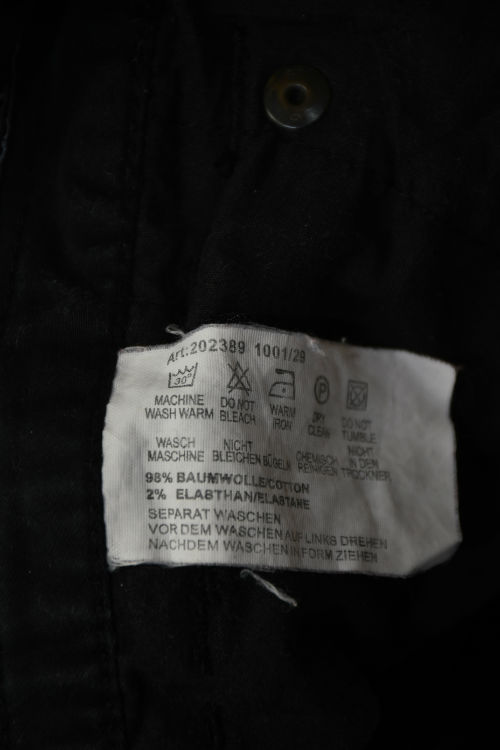 Art:202389 1001/29
30°
MACHINE WASH WARM
DO NOT BLEACH
WARM IRON
P
DRY CLEAN
DO NOT TUMBLE
WASCH MASCHINE
NICHT BLEICHEN
BÜGELN
CHEMISCH REINIGEN
NICHT IN DEM TROCKNER
98% BAUMWOLLE/COTTON
2% ELASTHAN/ELASTANE
SEPARAT WASCHEN
VOR DEM WASCHEN AUF LINKS DREHEN
NACHDEM WASCHEN IN FORM ZIEHEN